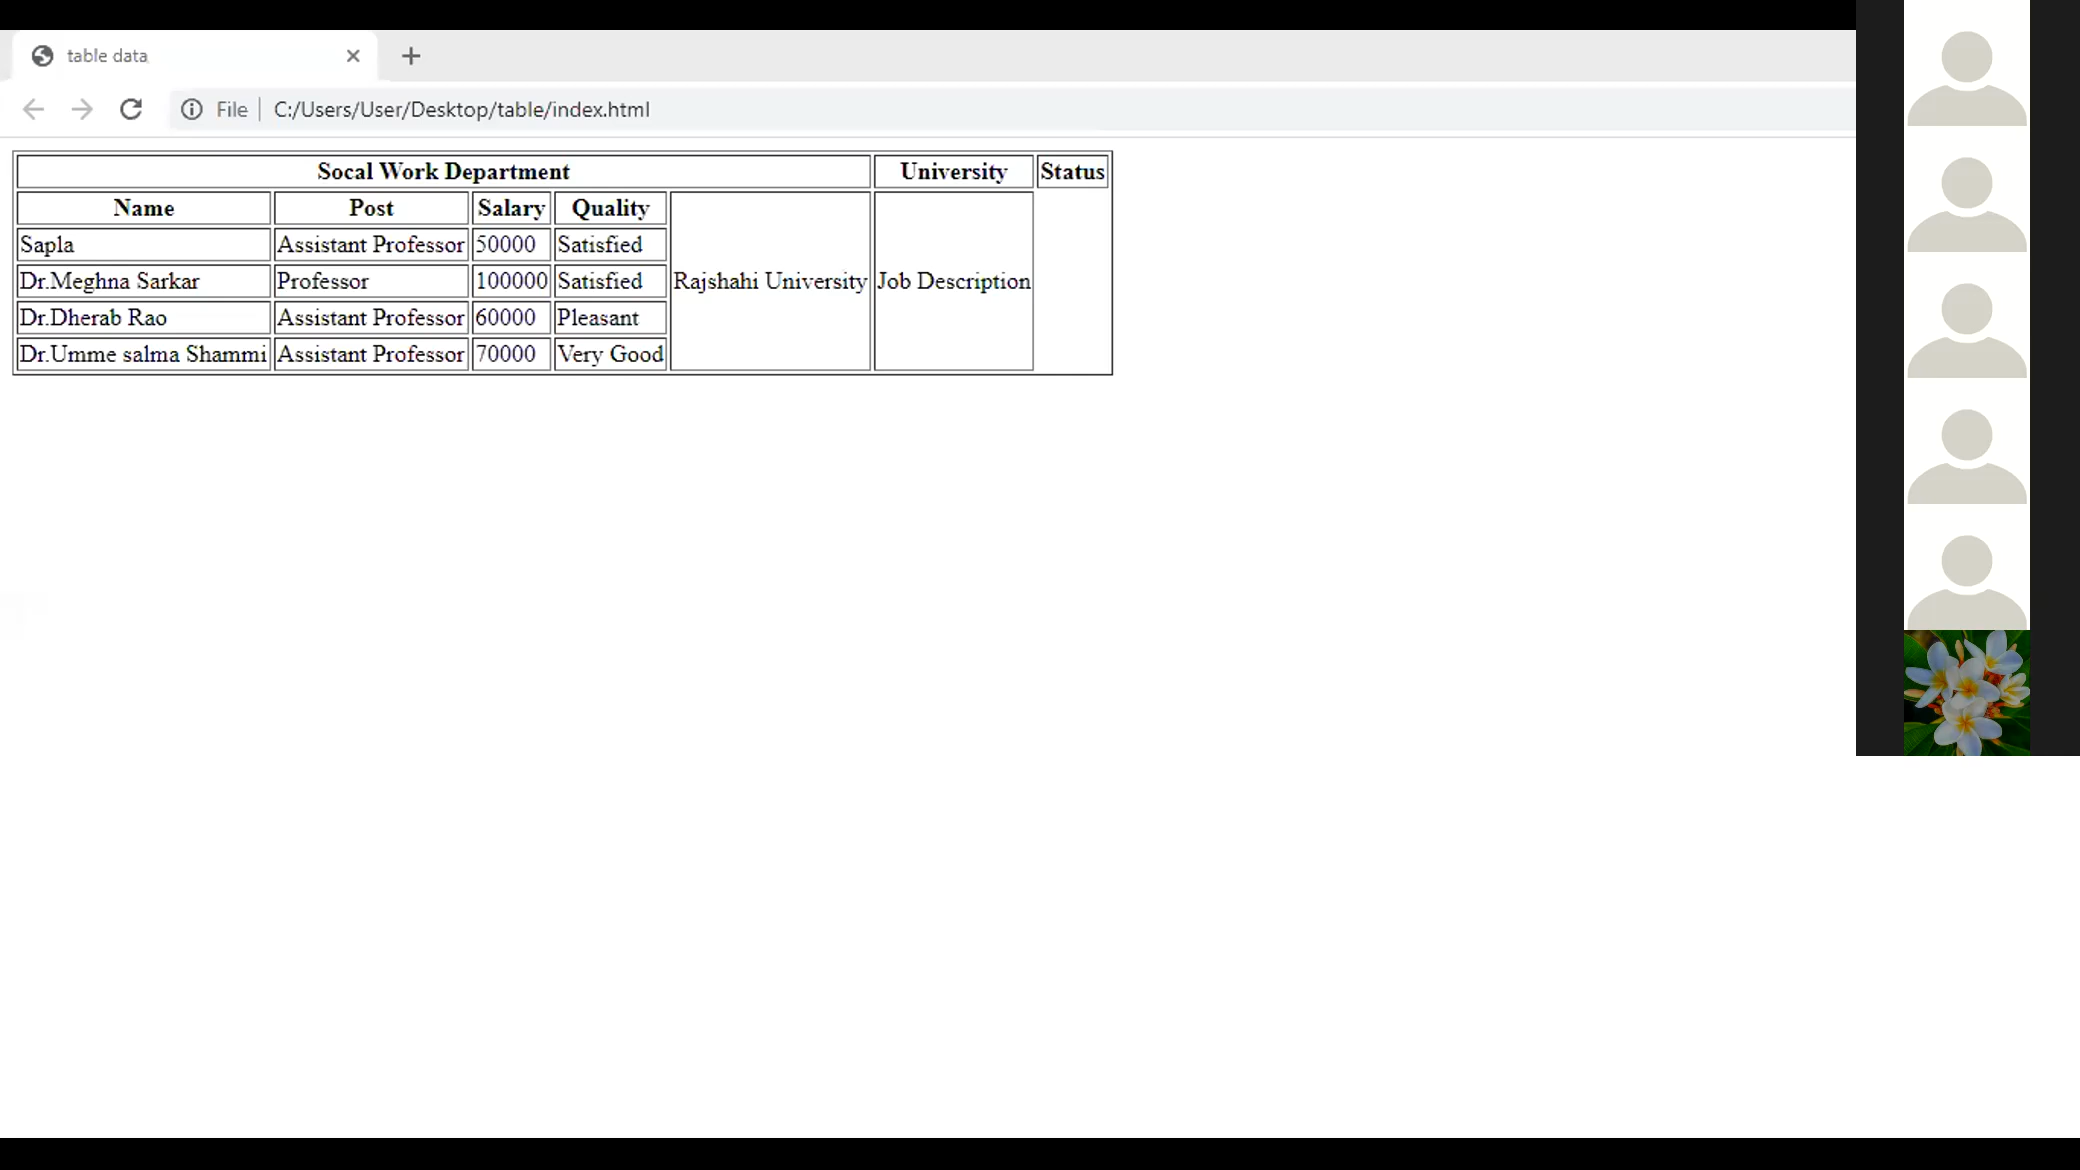 table data
File C:/Users/User/Desktop/table/index.html
Socal Work Department University Status
Name Post Salary Quality
Sapla Assistant Professor 50000 Satisfied
Dr.Meghna Sarkar Professor 100000 Satisfied Rajshahi University Job Description
Dr.Dherab Rao Assistant Professor 60000 Pleasant
Dr.Umme salma Shammi Assistant Professor 70000 Very Good